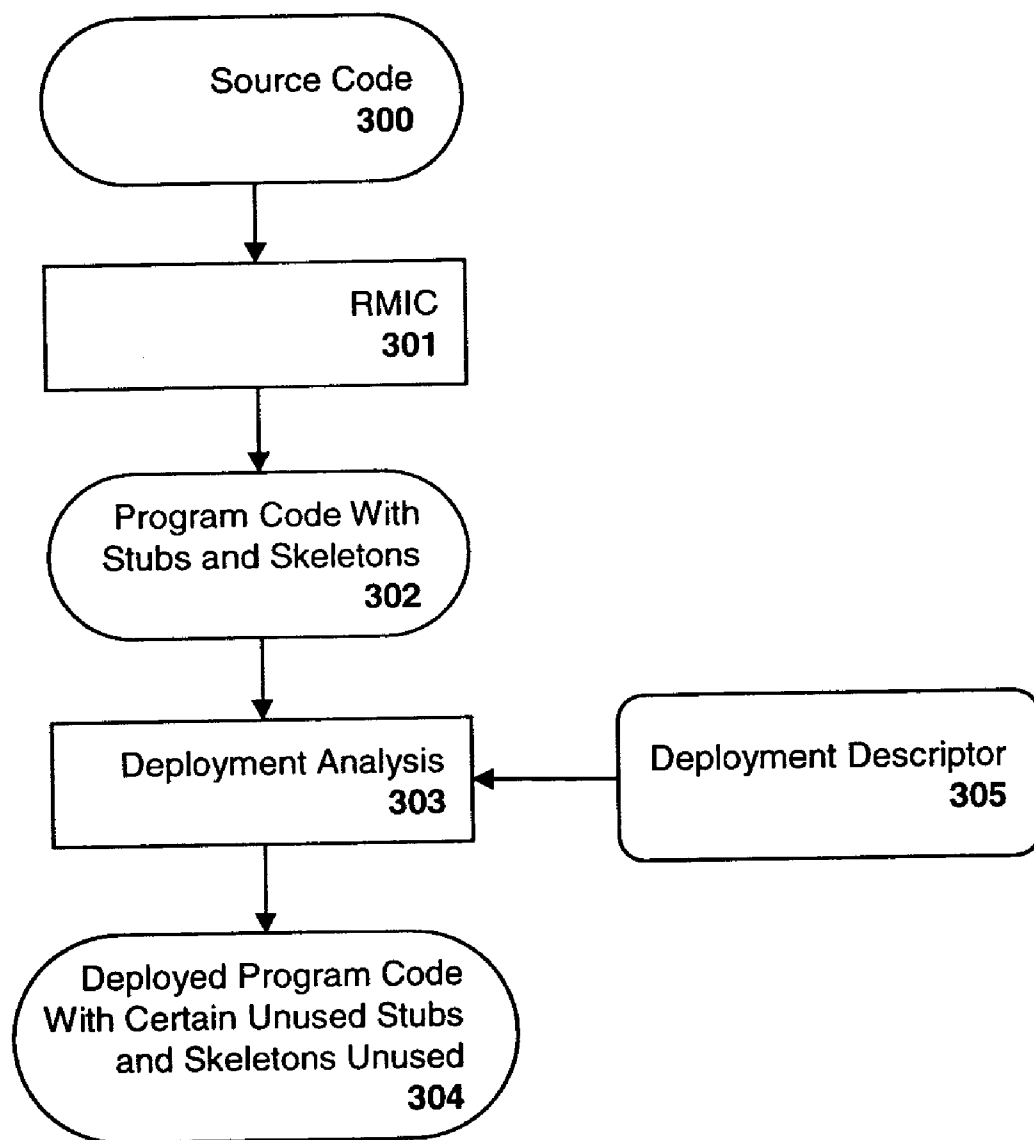 Source Code
300
RMIC
301
Program Code With
Stubs and Skeletons
302
Deployment Analysis
303
Deployment Descriptor
305
Deployed Program Code
With Certain Unused Stubs
and Skeletons Unused
304